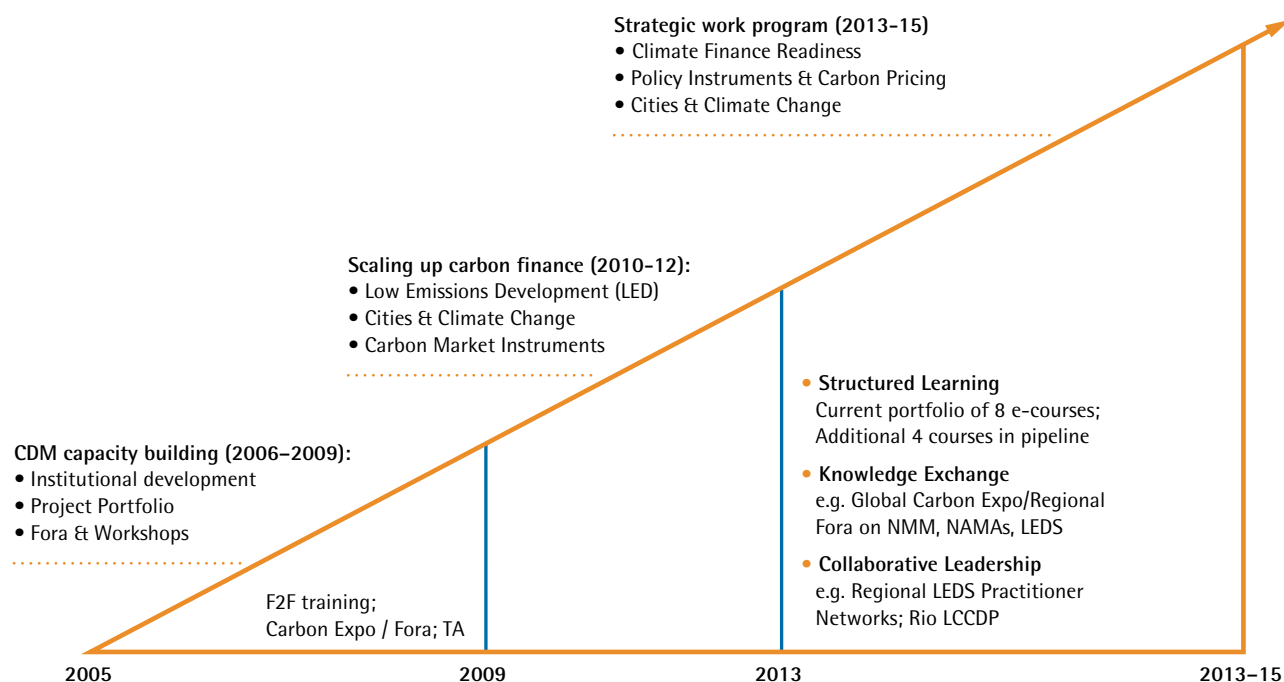 Strategic work program (2013-15)
• Climate Finance Readiness
• Policy Instruments & Carbon Pricing
• Cities & Climate Change
Scaling up carbon finance (2010-12):
• Low Emissions Development (LED)
• Cities & Climate Change
• Carbon Market Instruments
CDM capacity building (2006–2009):
• Institutional development
• Project Portfolio
• Fora & Workshops
F2F training;
Carbon Expo / Fora; TA
• Structured Learning
Current portfolio of 8 e-courses;
Additional 4 courses in pipeline
• Knowledge Exchange
e.g. Global Carbon Expo/Regional
Fora on NMM, NAMAs, LEDS
• Collaborative Leadership
e.g. Regional LEDS Practitioner
Networks; Rio LCCDP
2005
2009
2013
2013–15